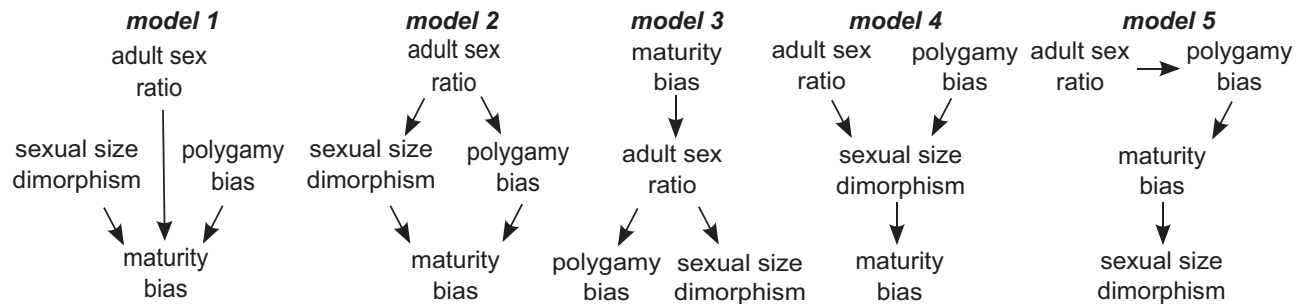 model 1
adult sex
ratio
sexual size
dimorphism
polygamy
bias
maturity
bias
model 2
adult sex
ratio
sexual size
dimorphism
polygamy
bias
maturity
bias
model 3
maturity
bias
adult sex
ratio
polygamy
bias
sexual size
dimorphism
model 4
adult sex
ratio
polygamy
bias
sexual size
dimorphism
maturity
bias
model 5
adult sex
ratio
polygamy
bias
maturity
bias
sexual size
dimorphism